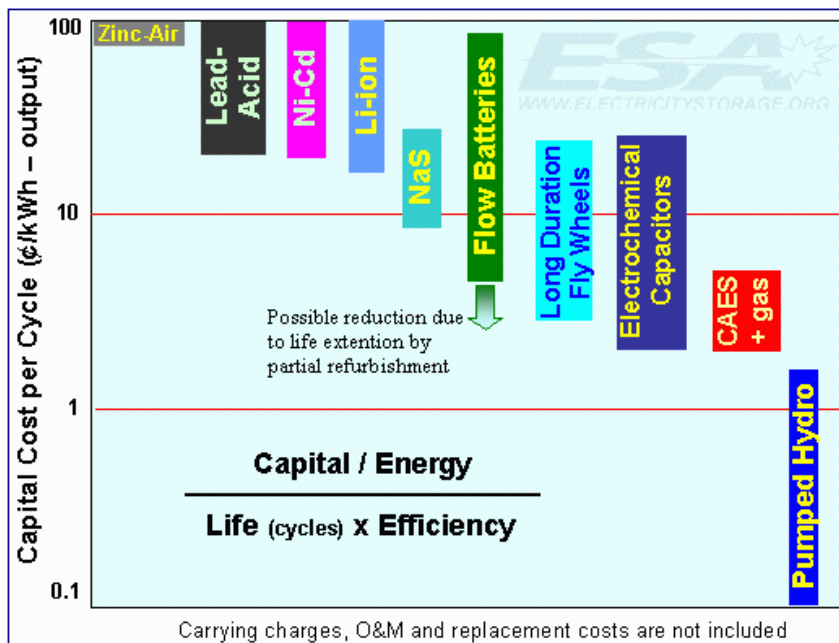 100
10
1
0.1
Capital Cost per Cycle (¢/kWh – output)
Zinc-Air
Lead-
Acid
Ni-Cd
Li-ion
NaS
Flow Batteries
Long Duration
Fly Wheels
Electrochemical
Capacitors
CAES
+ gas
Pumped Hydro
ESA
WWW.ELECTRICITYSTORAGE.ORG
Possible reduction due
to life extention by
partial refurbishment
Capital / Energy
Life (cycles) x Efficiency
Carrying charges, O&M and replacement costs are not included